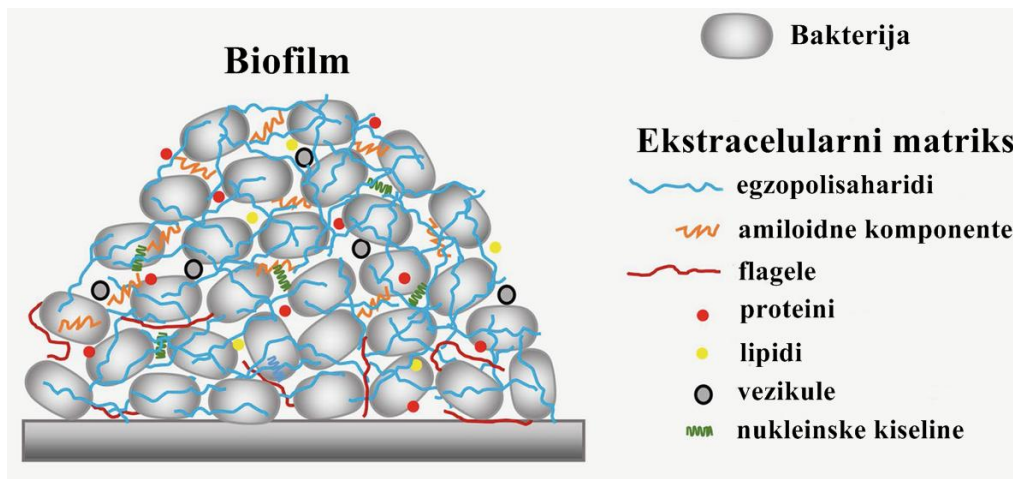 Biofilm
Bakterija
Ekstracelularni matriks
egzopolisaharidi
amiloidne komponente
flagele
proteini
lipidi
vezikule
nukleinske kiseline